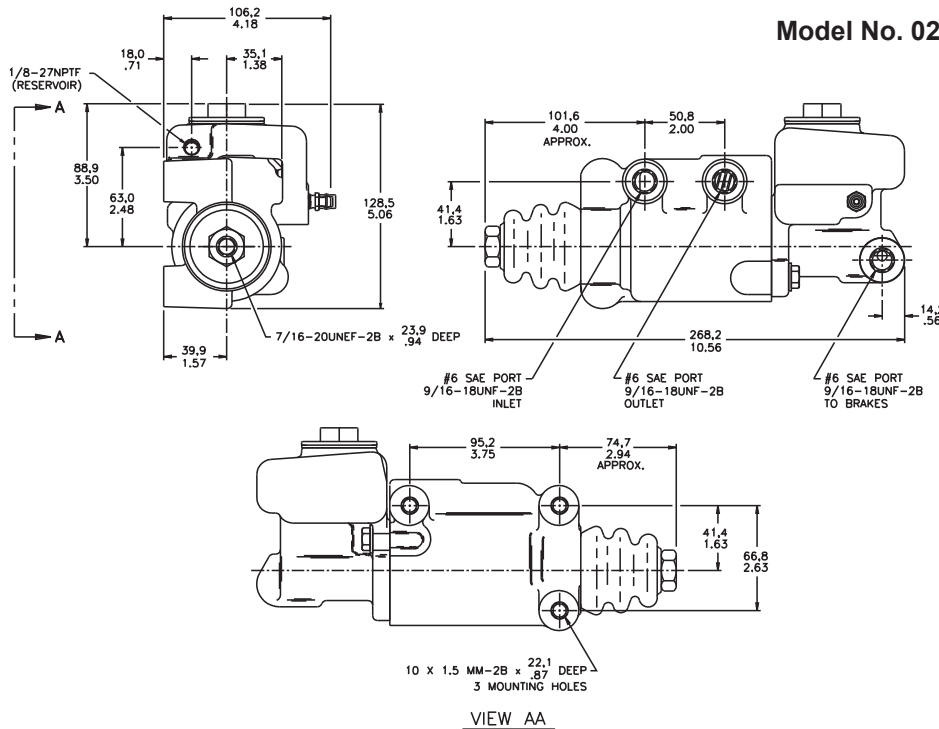 Model No. 02
106,2
4.18
18,0
.71
35,1
1.38
1/8-27NPTF
(RESERVOIR)
A
88,9
3.50
63,0
2.48
128,5
5.06
A
7/16-20UNEF-2B x 23,9 DEEP
.94
39,9
1.57
101,6
4.00
APPROX.
50,8
2.00
41,4
1.63
14,
.56
268,2
10.56
#6 SAE PORT
9/16-18UNF-2B
INLET
#6 SAE PORT
9/16-18UNF-2B
OUTLET
#6 SAE PORT
9/16-18UNF-2B
TO BRAKES
95,2
3.75
74,7
2.94
APPROX.
41,4
1.63
66,8
2.63
10 X 1.5 MM-2B x 22,1 DEEP
.87
3 MOUNTING HOLES
VIEW AA